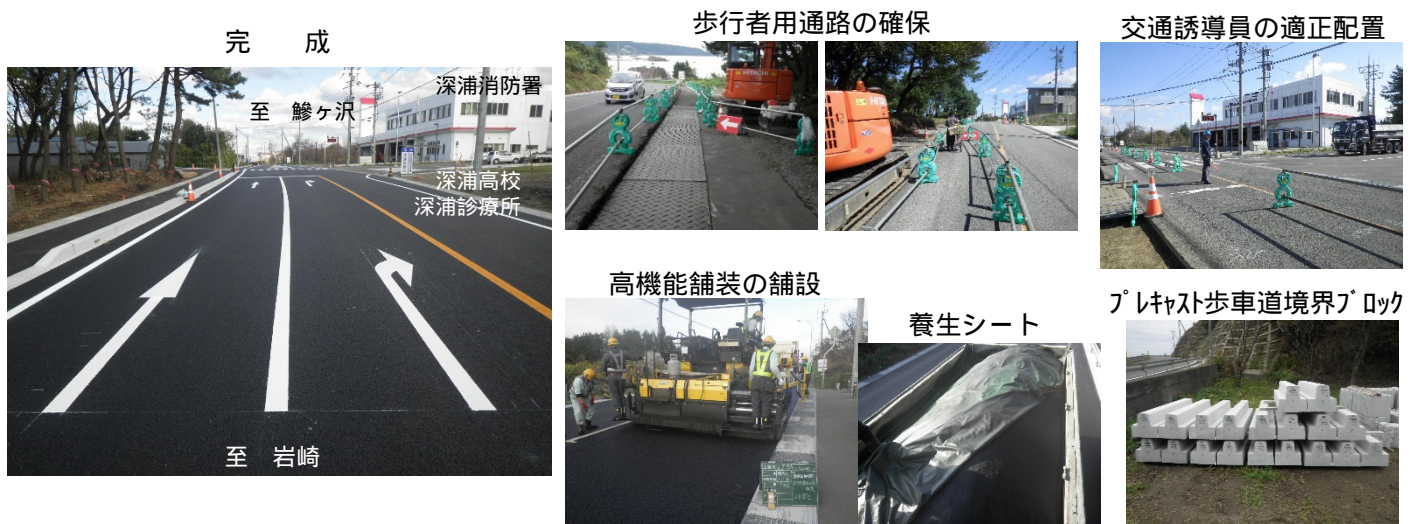 完 成
至 鰺ヶ沢
深浦消防署
深浦高校
深浦診療所
至 岩崎
歩行者用通路の確保
HITACHI
交通誘導員の適正配置
高機能舗装の舗設
養生シート
ﾌﾟﾚｷｬｽﾄ歩車道境界ﾌﾞﾛｯｸ